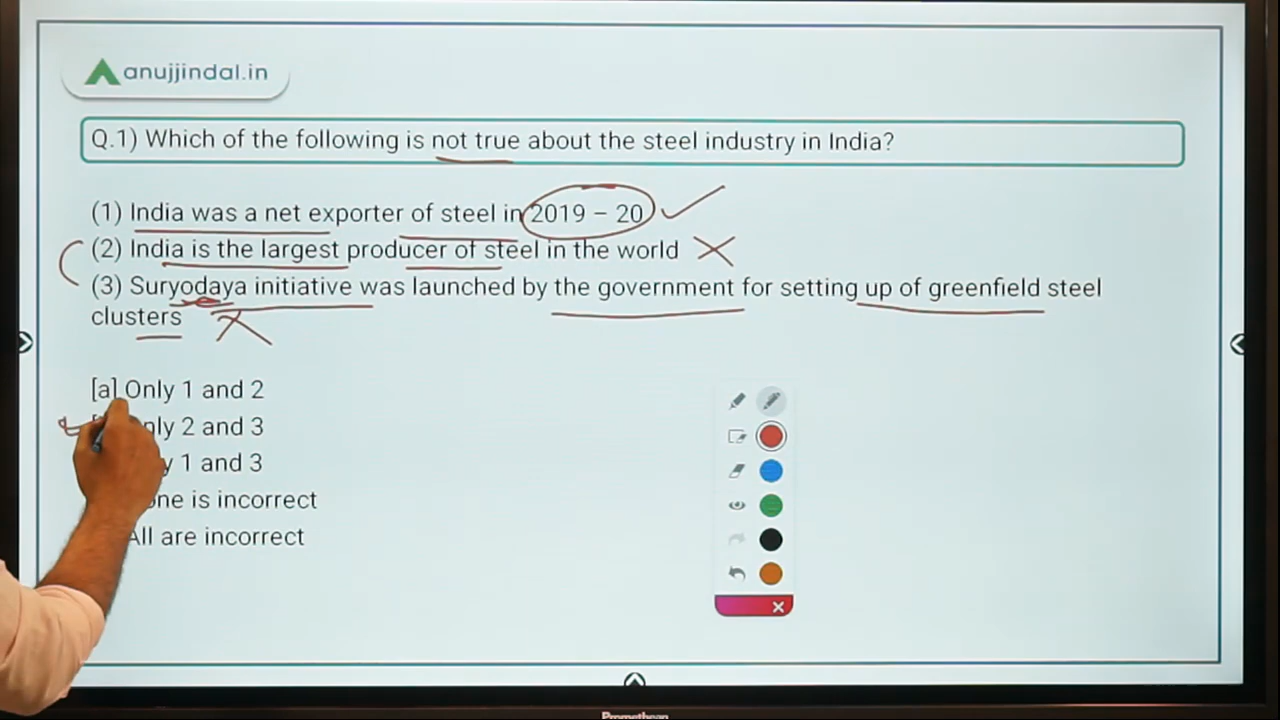 anujjindal.in
Q.1) Which of the following is not true about the steel industry in India?
(1) India was a net exporter of steel in 2019 – 20
(2) India is the largest producer of steel in the world
(3) Suryodaya initiative was launched by the government for setting up of greenfield steel
clusters
[a] Only 1 and 2
2 and 3
1 and 3
is incorrect
All are incorrect
Promethean